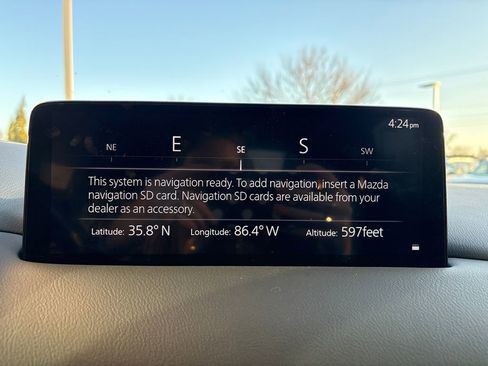 4:24pm
NE E SE S SW
This system is navigation ready. To add navigation, insert a Mazda
navigation SD card. Navigation SD cards are available from your
dealer as an accessory.
Latitude: 35.8° N Longitude: 86.4° W Altitude: 597feet